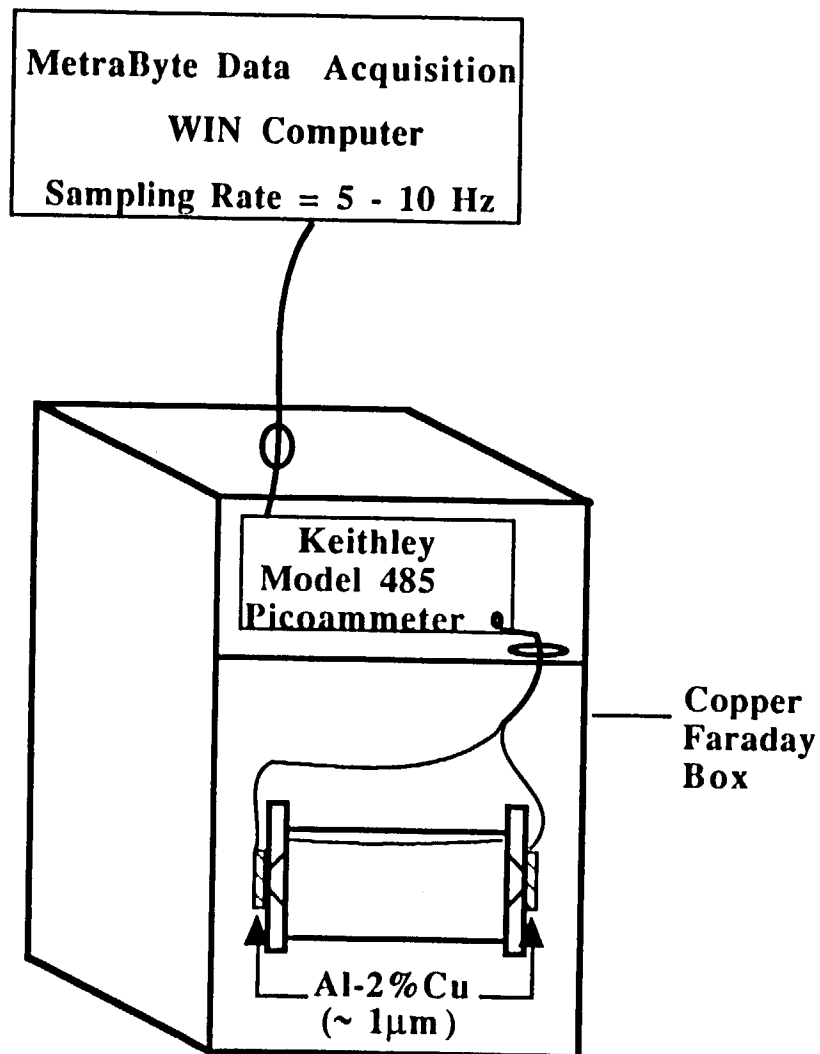 MetraByte Data Acquisition
WIN Computer
Sampling Rate = 5 - 10 Hz
Keithley
Model 485
Picoammeter
Copper
Faraday
Box
Al-2%Cu
(~ 1μm)